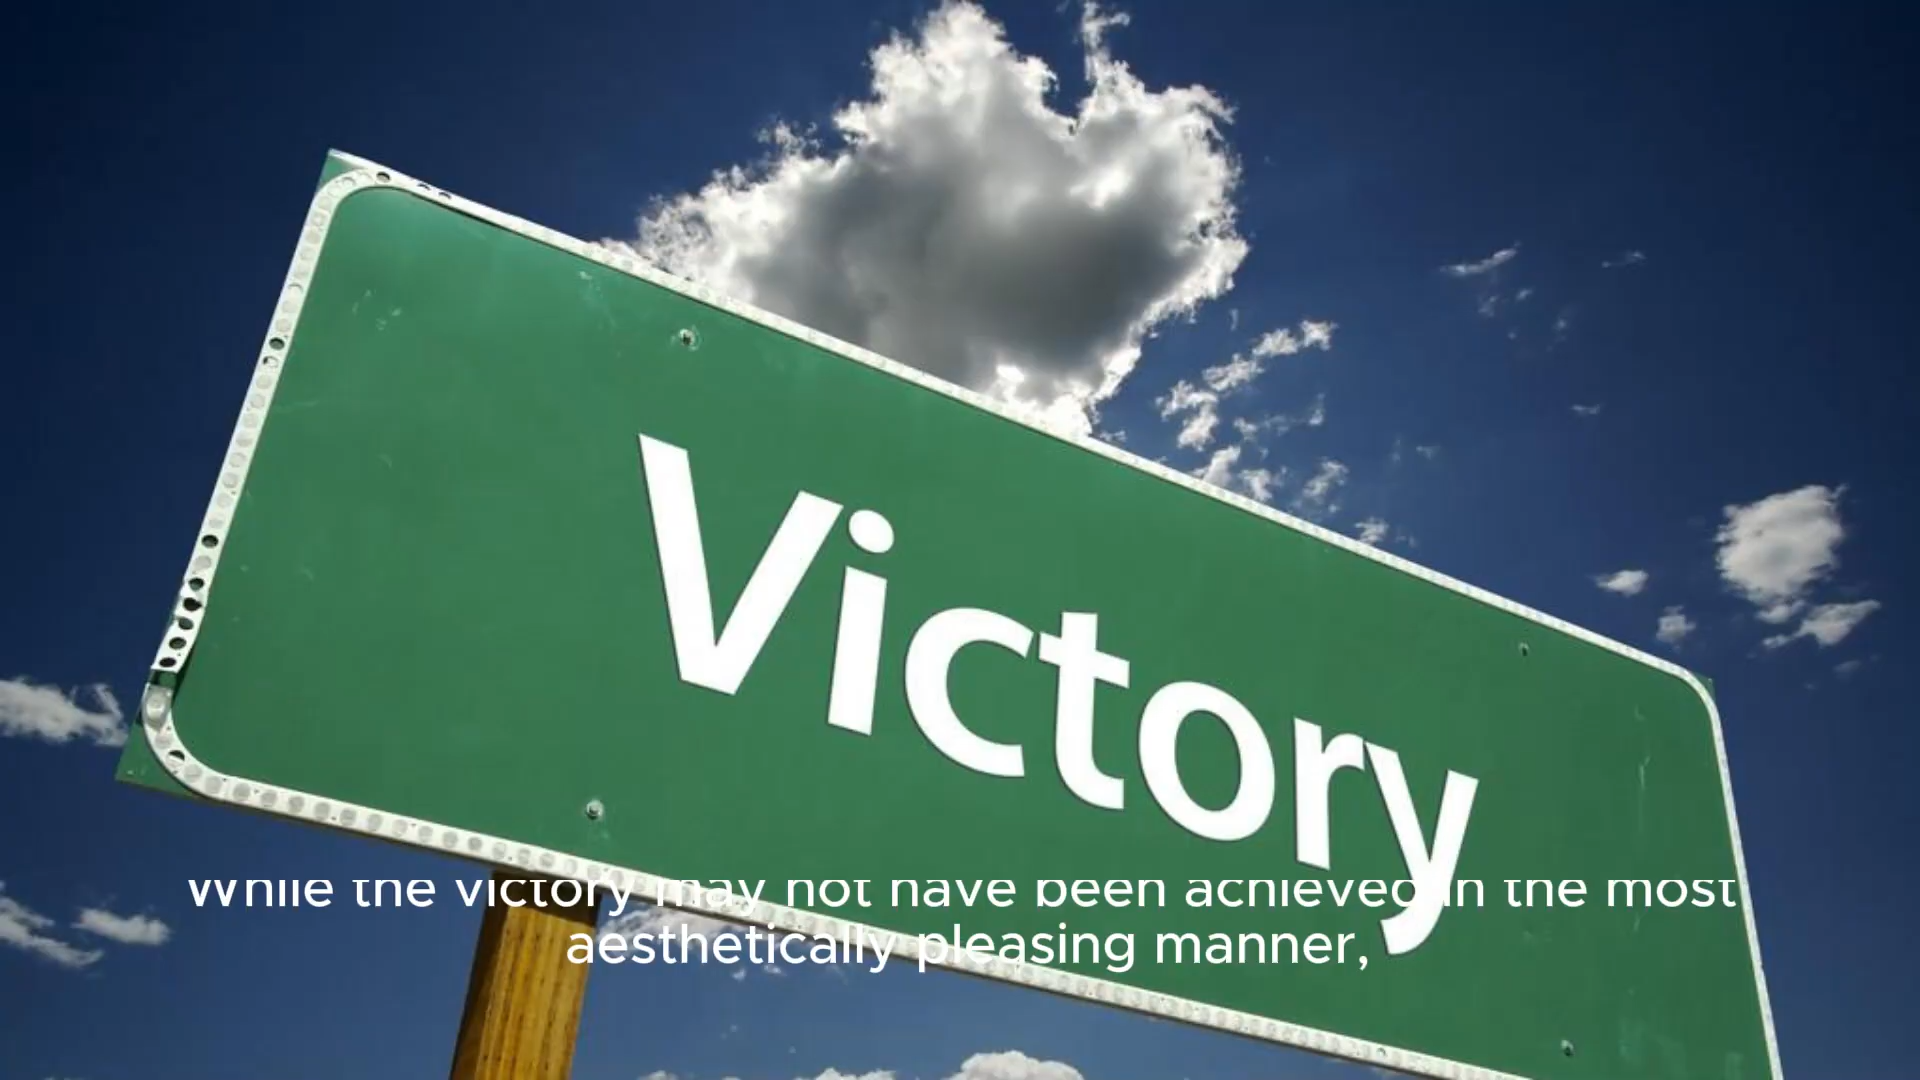 Victory
While the victory may not have been achieved in the most
aesthetically pleasing manner,